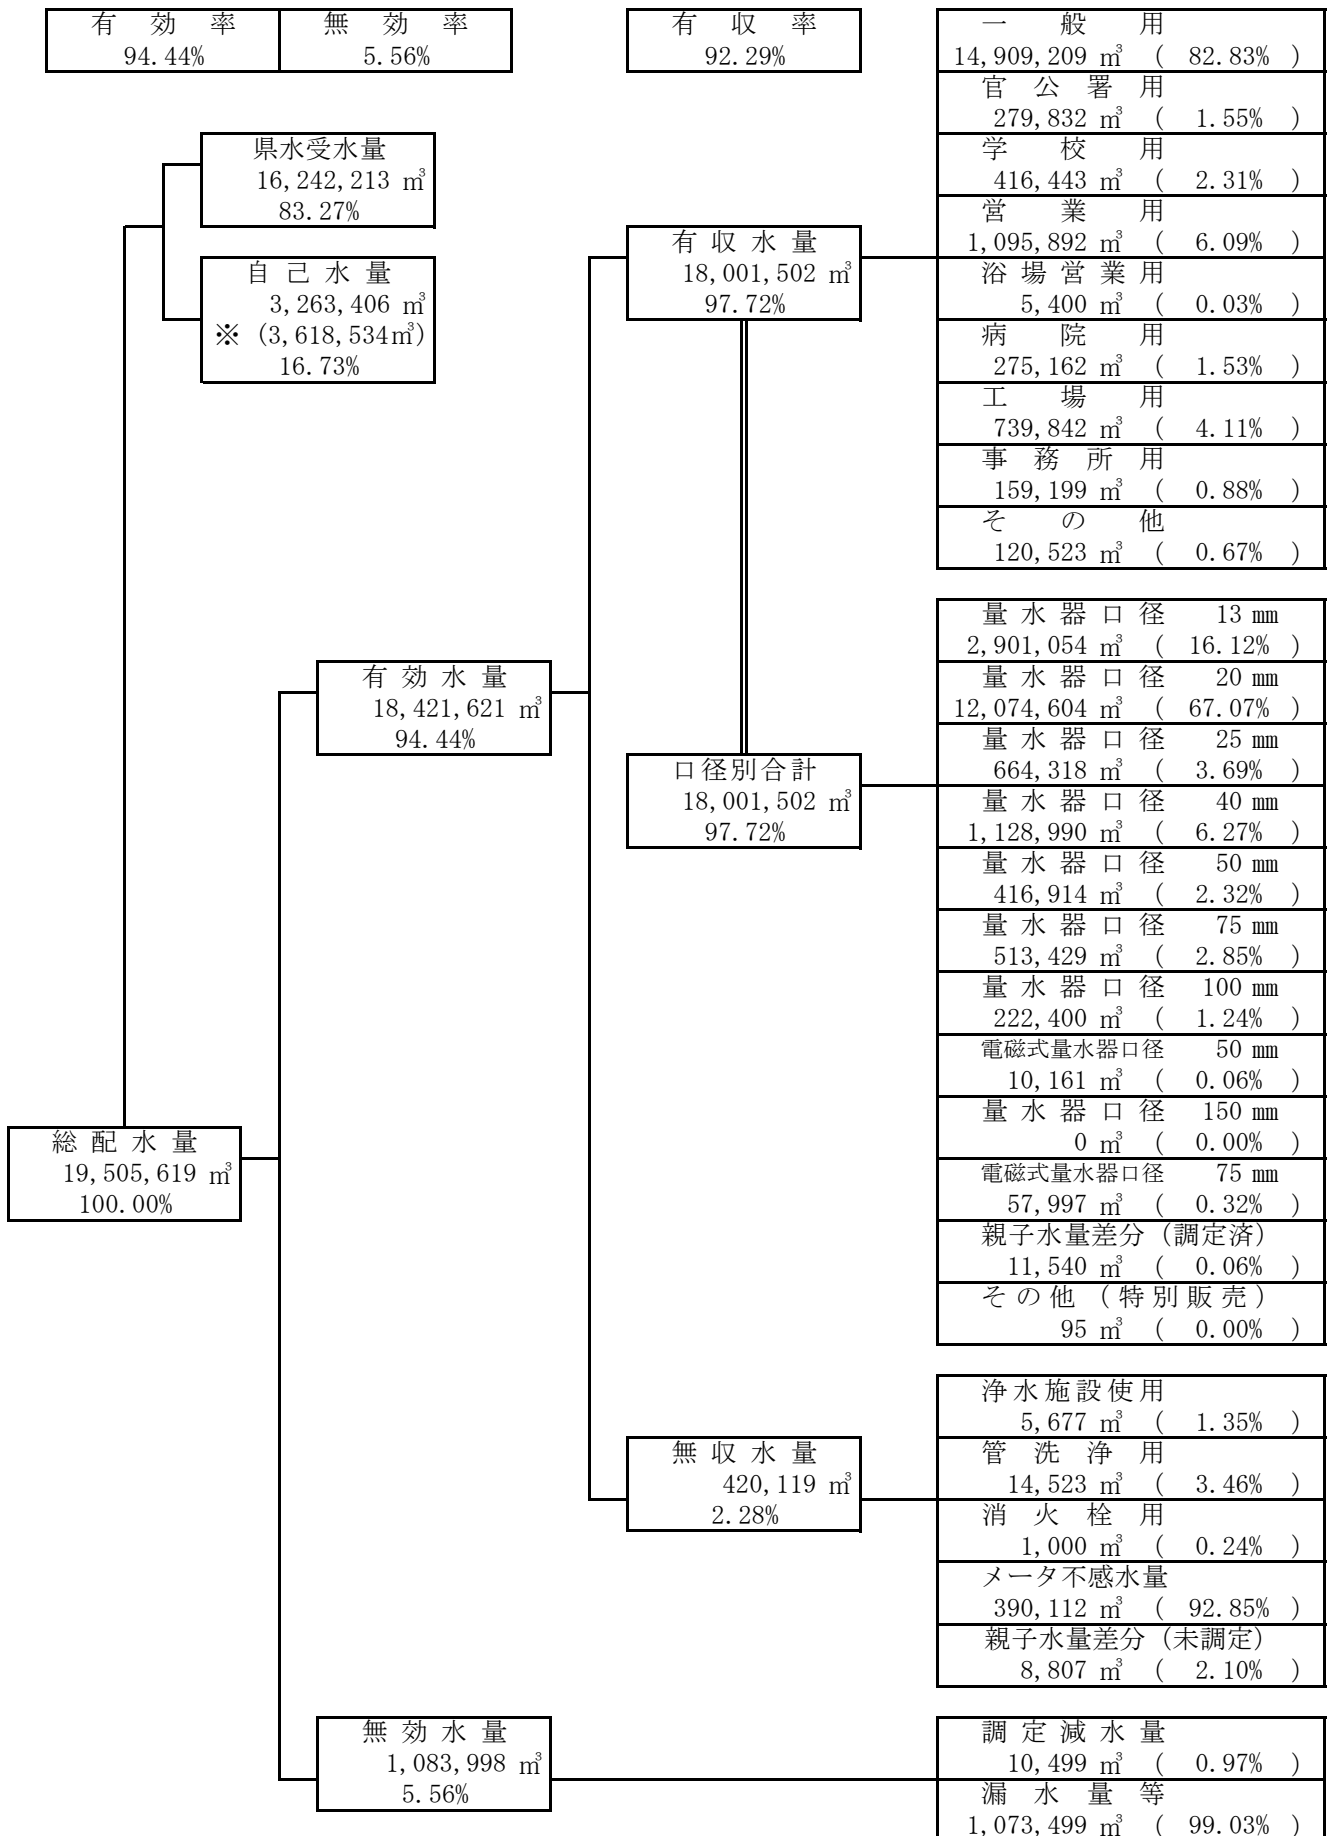 有効率
94.44%
無効率
5.56%
有収率
92.29%
県水受水量
16,242,213 ㎥
83.27%
自己水量
3,263,406 ㎥
※ (3,618,534㎥)
16.73%
総配水量
19,505,619 ㎥
100.00%
有効水量
18,421,621 ㎥
94.44%
無効水量
1,083,998 ㎥
5.56%
有収水量
18,001,502 ㎥
97.72%
口径別合計
18,001,502 ㎥
97.72%
無収水量
420,119 ㎥
2.28%
一般用
14,909,209 ㎥ ( 82.83% )
官公署用
279,832 ㎥ ( 1.55% )
学校用
416,443 ㎥ ( 2.31% )
営業用
1,095,892 ㎥ ( 6.09% )
浴場営業用
5,400 ㎥ ( 0.03% )
病院用
275,162 ㎥ ( 1.53% )
工場用
739,842 ㎥ ( 4.11% )
事務所用
159,199 ㎥ ( 0.88% )
その他
120,523 ㎥ ( 0.67% )
量水器口径 13 ㎜
2,901,054 ㎥ ( 16.12% )
量水器口径 20 ㎜
12,074,604 ㎥ ( 67.07% )
量水器口径 25 ㎜
664,318 ㎥ ( 3.69% )
量水器口径 40 ㎜
1,128,990 ㎥ ( 6.27% )
量水器口径 50 ㎜
416,914 ㎥ ( 2.32% )
量水器口径 75 ㎜
513,429 ㎥ ( 2.85% )
量水器口径 100 ㎜
222,400 ㎥ ( 1.24% )
電磁式量水器口径 50 ㎜
10,161 ㎥ ( 0.06% )
量水器口径 150 ㎜
0 ㎥ ( 0.00% )
電磁式量水器口径 75 ㎜
57,997 ㎥ ( 0.32% )
親子水量差分（調定済）
11,540 ㎥ ( 0.06% )
その他（特別販売）
95 ㎥ ( 0.00% )
浄水施設使用
5,677 ㎥ ( 1.35% )
管洗浄用
14,523 ㎥ ( 3.46% )
消火栓用
1,000 ㎥ ( 0.24% )
メータ不感水量
390,112 ㎥ ( 92.85% )
親子水量差分（未調定）
8,807 ㎥ ( 2.10% )
調定減水量
10,499 ㎥ ( 0.97% )
漏水量等
1,073,499 ㎥ ( 99.03% )